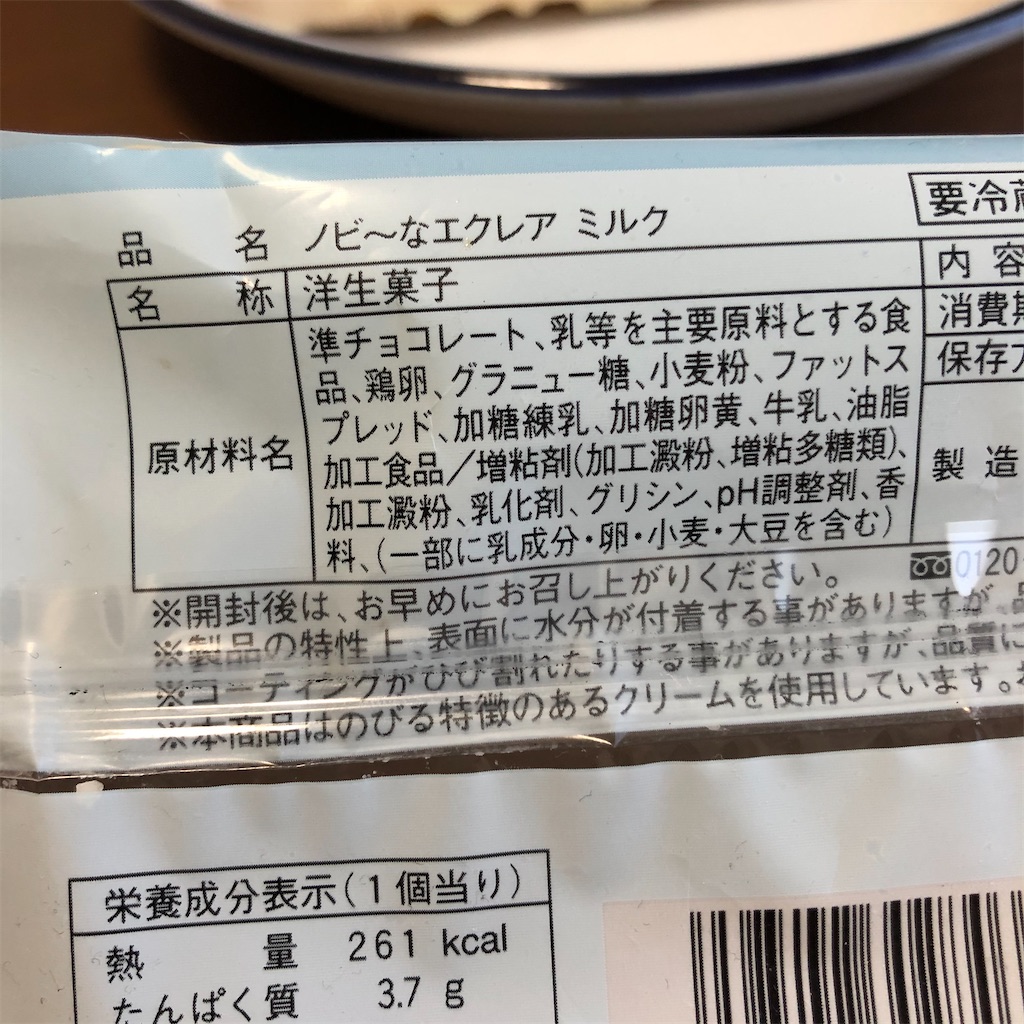 品名 ノビ〜なエクレア ミルク
要冷蔵
名称 洋生菓子
内容
消費期
保存方
製造
原材料名
準チョコレート、乳等を主要原料とする食
品、鶏卵、グラニュー糖、小麦粉、ファットス
プレッド、加糖練乳、加糖卵黄、牛乳、油脂
加工食品／増粘剤(加工澱粉、増粘多糖類)、
加工澱粉、乳化剤、グリシン、pH調整剤、香
料、(一部に乳成分・卵・小麦・大豆を含む)
0120
※開封後は、お早めにお召し上がりください。
※製品の特性上、表面に水分が付着する事がありますが、品
※コーティングがひび割れたりする事がありますが、品質に
※本商品はのびる特徴のあるクリームを使用しています。お
栄養成分表示(1個当り)
熱量 261 kcal
たんぱく質 3.7 g